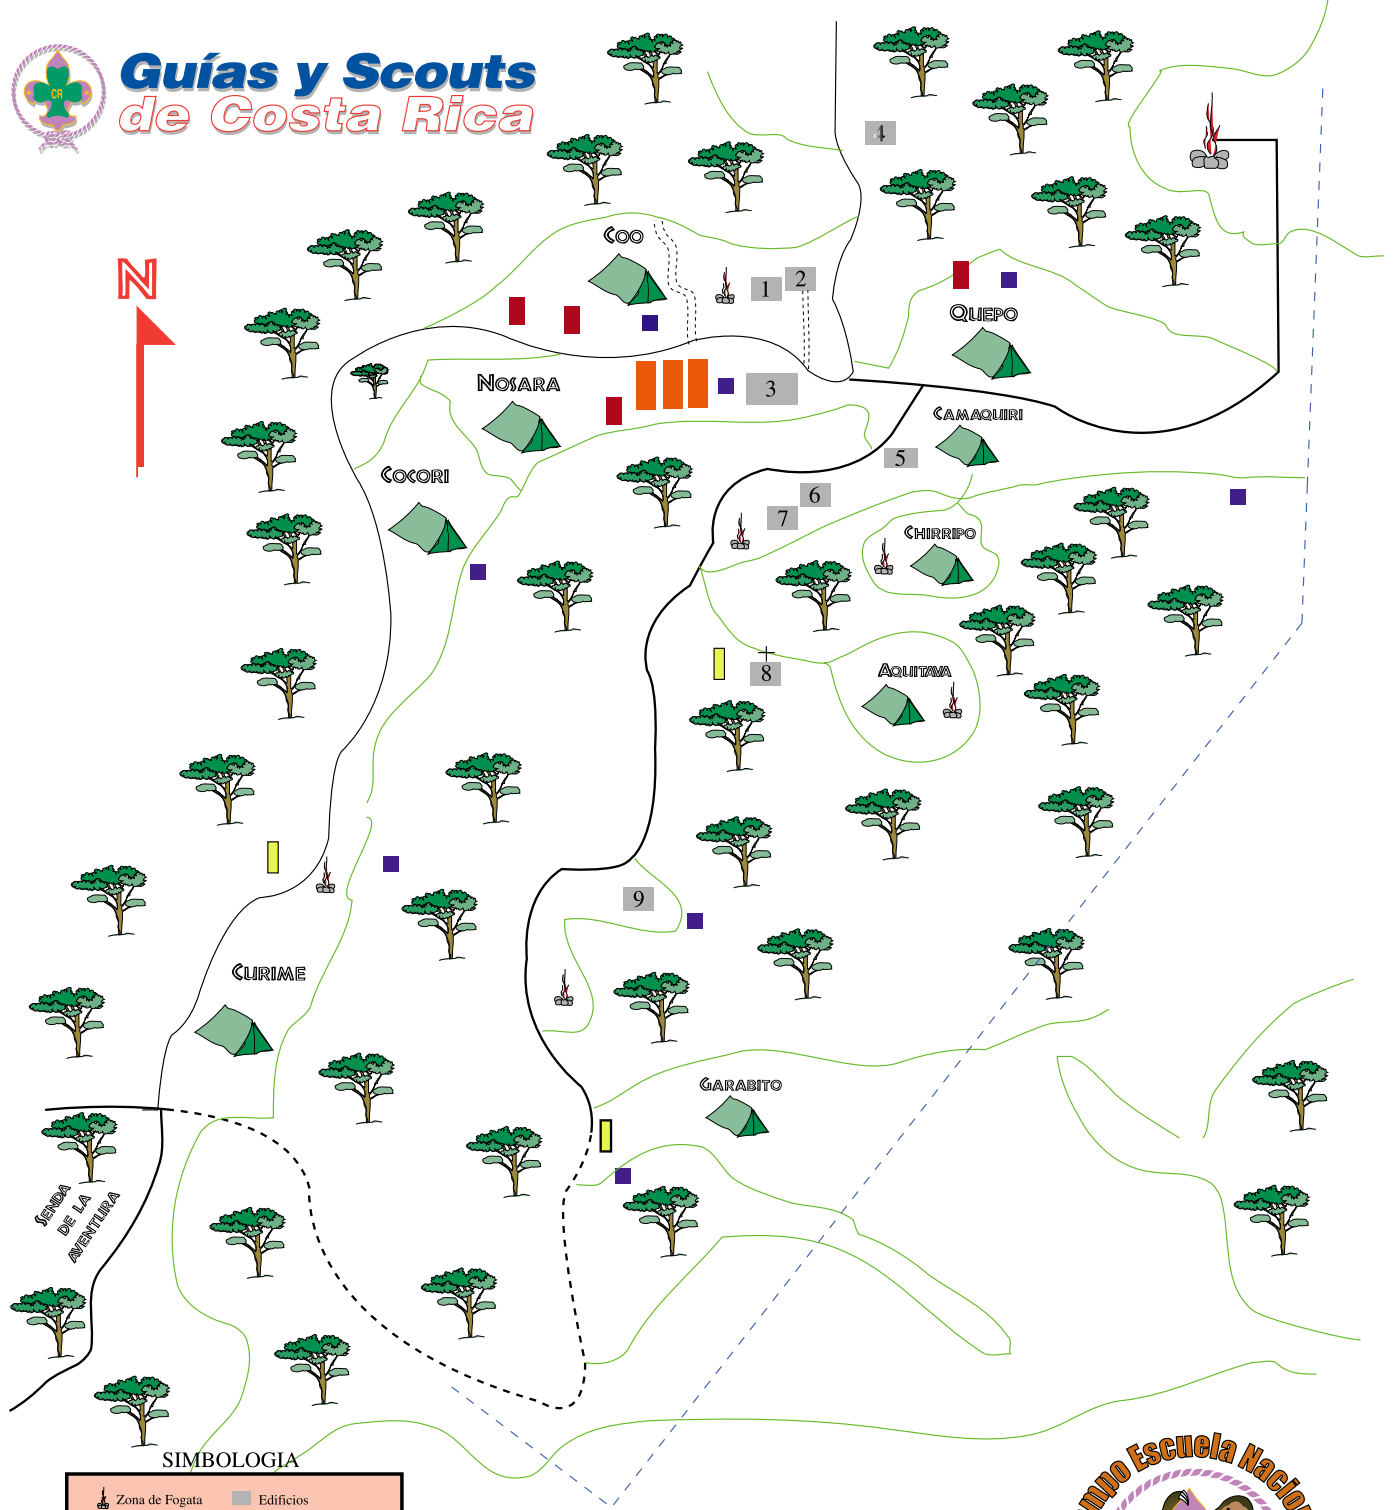 Guías y Scouts
de Costa Rica
CR
N
4
Coo
1
2
Quepo
Nosara
3
Camaquiri
5
Cocori
6
7
Chirripo
8
Aquitava
9
Curime
Garabito
Senda
de la
aventura
SIMBOLOGIA
Zona de Fogata
Edificios
Escuela